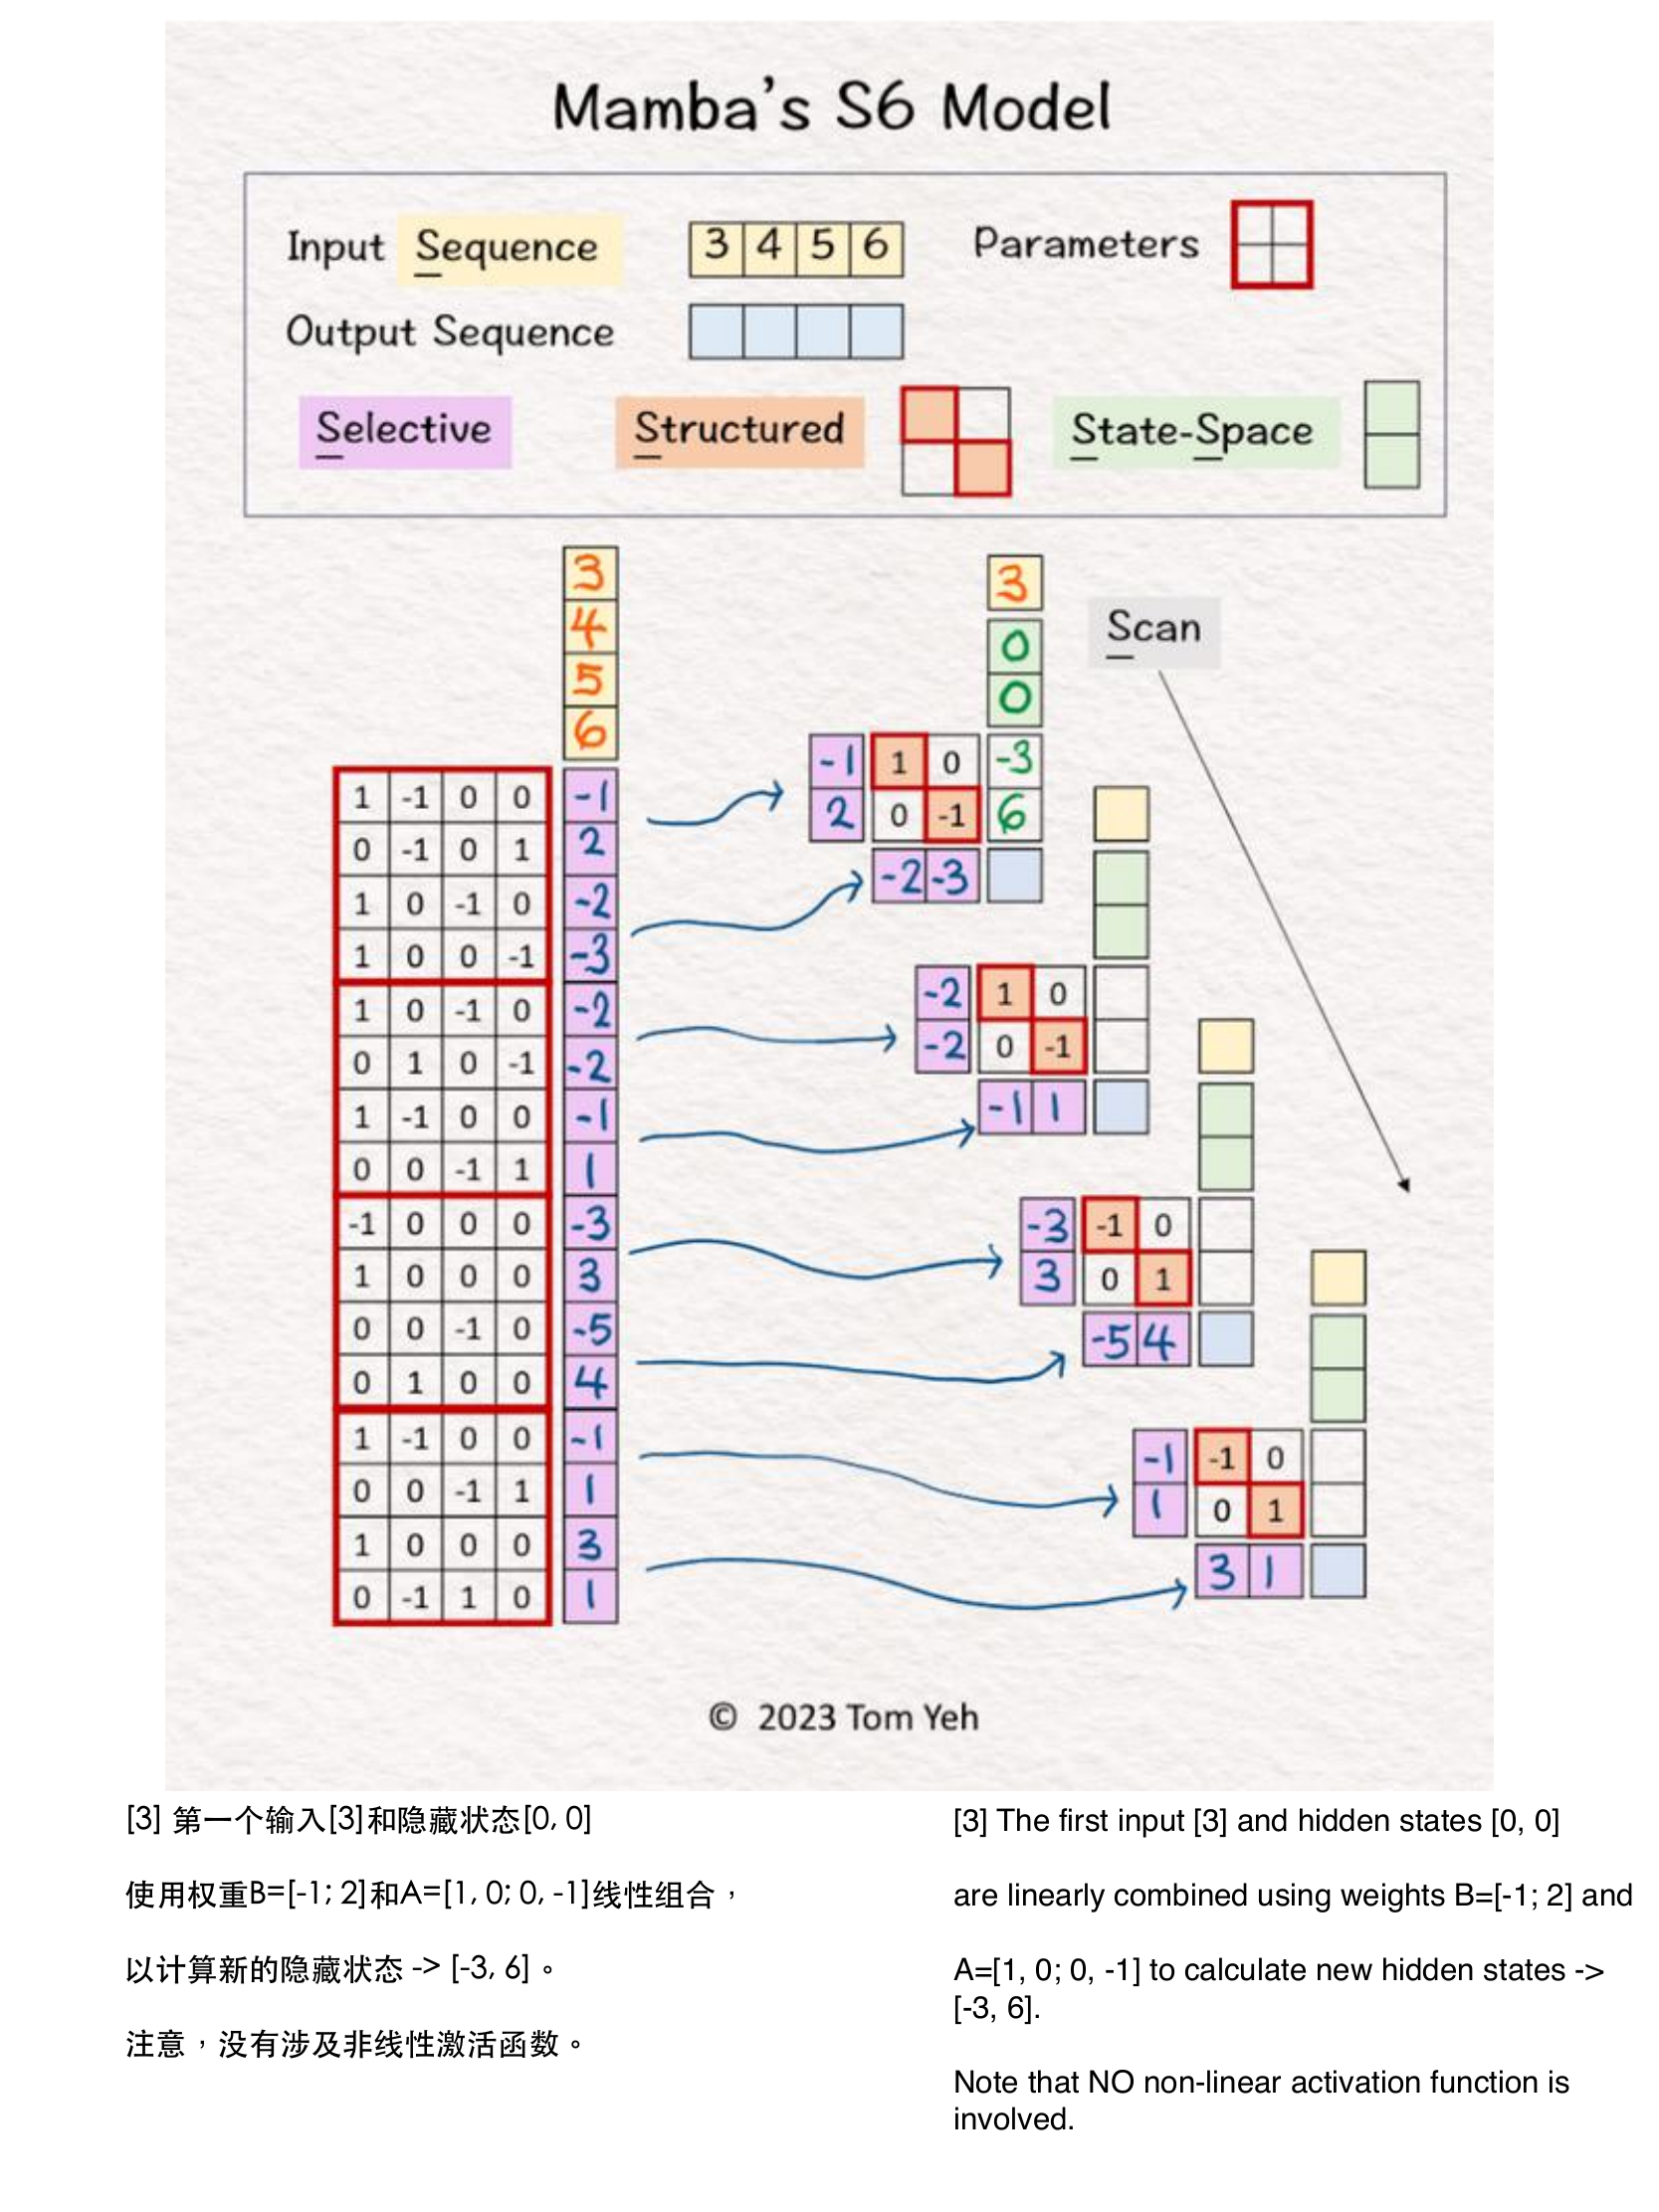 Mamba's S6 Model
Input Sequence 3 4 5 6 Parameters
Output Sequence
Selective Structured State-Space
3
4
5
6
1 -1 0 0 -1
0 -1 0 1 2
1 0 -1 0 -2
1 0 0 -1 -3
1 0 -1 0 -2
0 1 0 -1 -2
1 -1 0 0 -1
0 0 -1 1 1
-1 0 0 0 -3
1 0 0 0 3
0 0 -1 0 -5
0 1 0 0 4
1 -1 0 0 -1
0 0 -1 1 1
1 0 0 0 3
0 -1 1 0 1
3
0
0
-1 1 0 -3
2 0 -1 6
-2 -3
Scan
-2 1 0
-2 0 -1
-1 1
-3 -1 0
3 0 1
-5 4
-1 -1 0
1 0 1
3 1
© 2023 Tom Yeh
[3] 第一个输入[3]和隐藏状态[0, 0]
使用权重B=[-1; 2]和A=[1, 0; 0, -1]线性组合，
以计算新的隐藏状态 -> [-3, 6]。
注意，没有涉及非线性激活函数。
[3] The first input [3] and hidden states [0, 0]
are linearly combined using weights B=[-1; 2] and
A=[1, 0; 0, -1] to calculate new hidden states ->
[-3, 6].
Note that NO non-linear activation function is
involved.